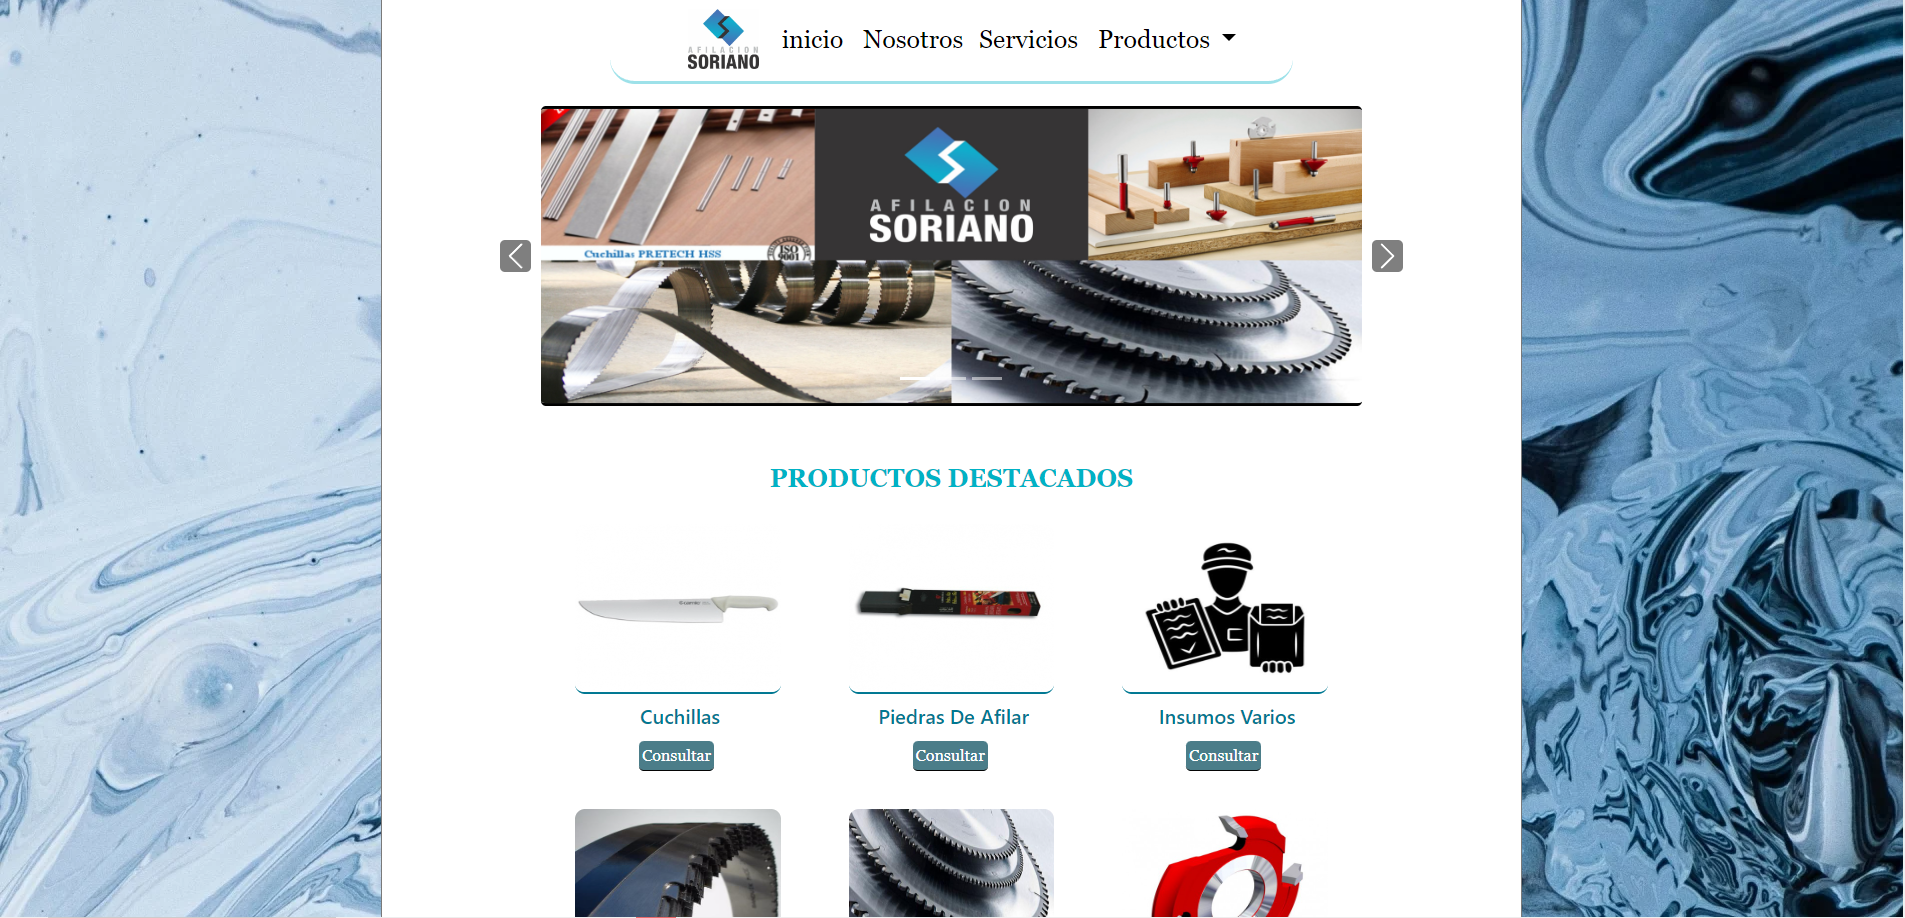 AFILACION
SORIANO
inicio Nosotros Servicios Productos
AFILACION
SORIANO
Cuchillas PRETECH HSS
ISO
9001
PRODUCTOS DESTACADOS
Cuchillas Piedras De Afilar Insumos Varios
Consultar Consultar Consultar